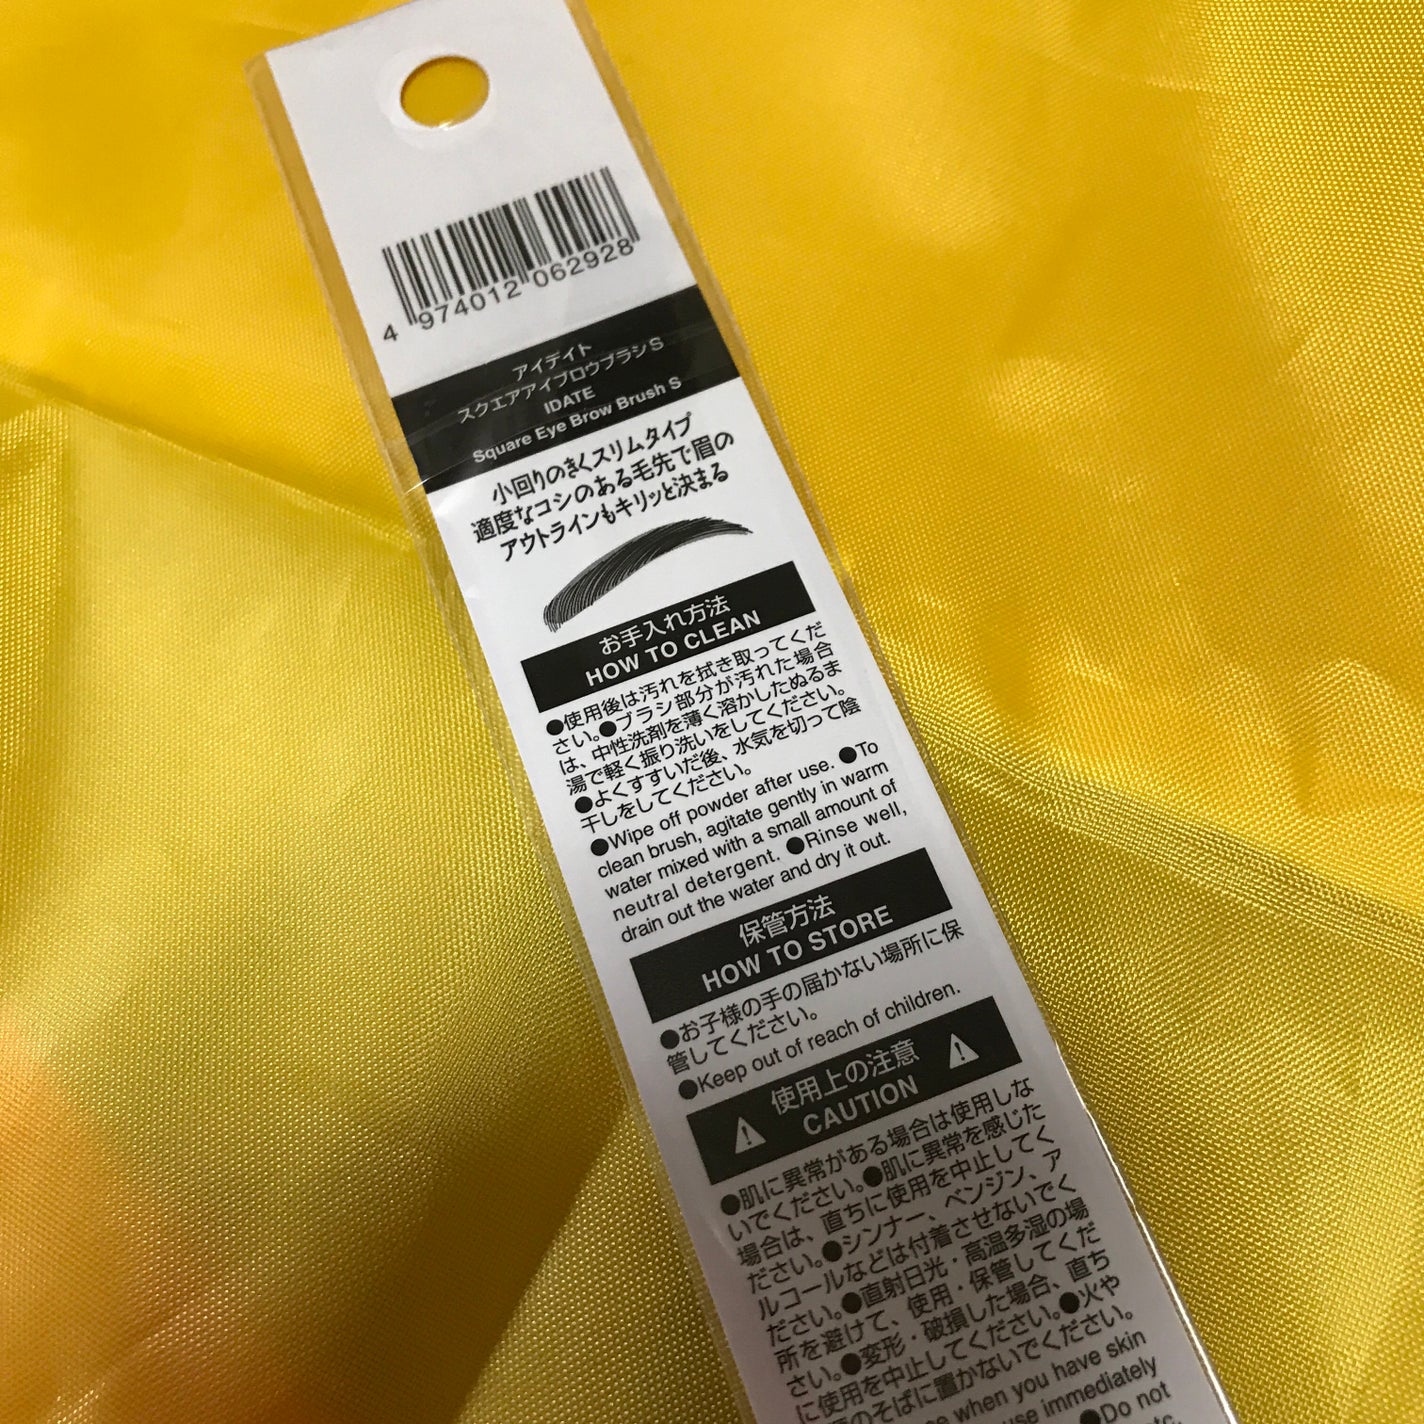 4 974012 062928
アイデイト
スクエアアイブロウブラシS
IDATE
Square Eye Brow Brush S
小回りのきくスリムタイプ
適度なコシのある毛先で眉の
アウトラインもキリッと決まる
お手入れ方法
HOW TO CLEAN
●使用後は汚れを拭き取ってくだ
さい。●ブラシ部分が汚れた場合
は、中性洗剤を薄く溶かしたぬるま
湯で軽く振り洗いをしてください。
●よくすすいだ後、水気を切って陰
干しをしてください。
●Wipe off powder after use. ●To
clean brush, agitate gently in warm
water mixed with a small amount of
neutral detergent. ●Rinse well,
drain out the water and dry it out.
保管方法
HOW TO STORE
●お子様の手の届かない場所に保
管してください。
●Keep out of reach of children.
使用上の注意
CAUTION
●肌に異常がある場合は使用しな
いでください。●肌に異常を感じた
場合は、直ちに使用を中止してく
ださい。●シンナー、ベンジン、ア
ルコールなどは付着させないでく
ださい。●直射日光・高温多湿の場
所を避けて、使用・保管してくだ
さい。●変形・破損した場合、直ち
に使用を中止してください。●火や
のそばに置かないでください。
when you have skin
use immediately
●Do not
etc.